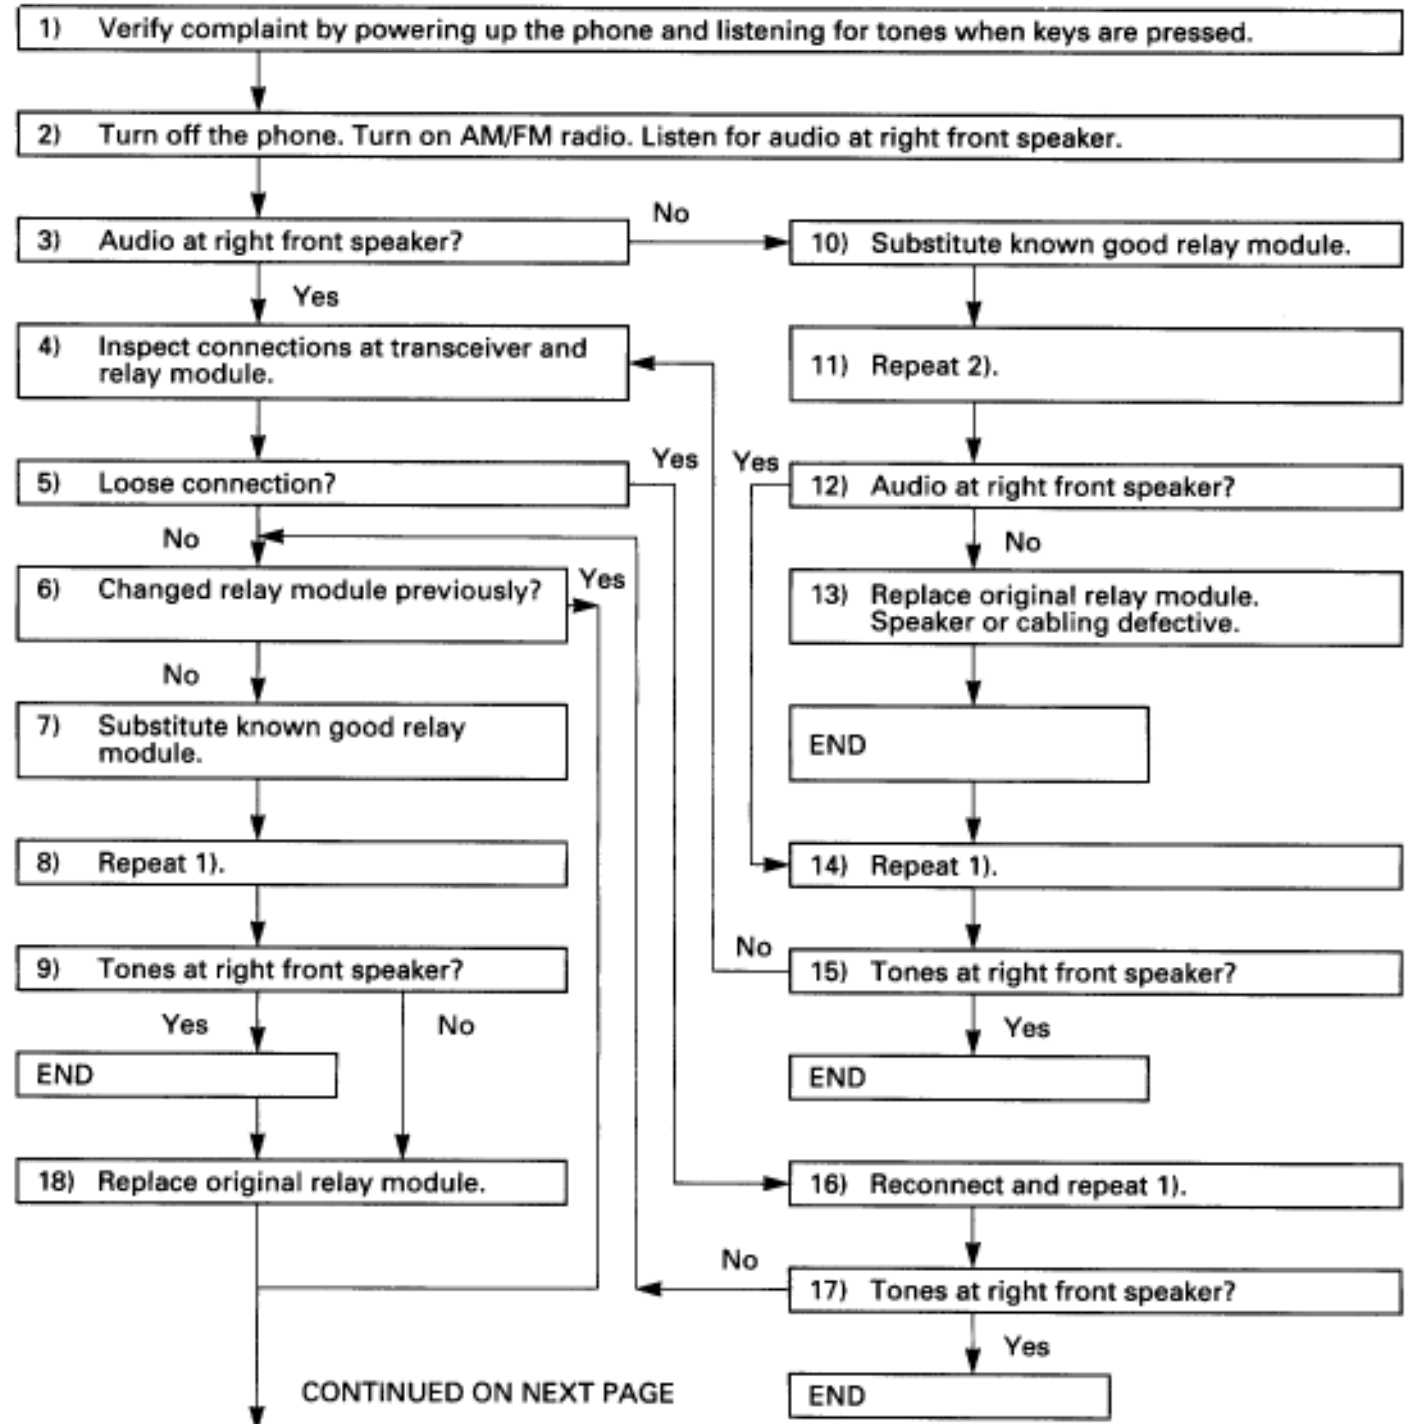 1) Verify complaint by powering up the phone and listening for tones when keys are pressed.
2) Turn off the phone. Turn on AM/FM radio. Listen for audio at right front speaker.
3) Audio at right front speaker?
No
10) Substitute known good relay module.
Yes
4) Inspect connections at transceiver and
relay module.
11) Repeat 2).
5) Loose connection?
Yes
Yes
12) Audio at right front speaker?
No
No
6) Changed relay module previously?
Yes
13) Replace original relay module.
Speaker or cabling defective.
No
7) Substitute known good relay
module.
END
8) Repeat 1).
14) Repeat 1).
9) Tones at right front speaker?
No
15) Tones at right front speaker?
Yes
No
Yes
END
END
18) Replace original relay module.
16) Reconnect and repeat 1).
No
17) Tones at right front speaker?
Yes
CONTINUED ON NEXT PAGE
END